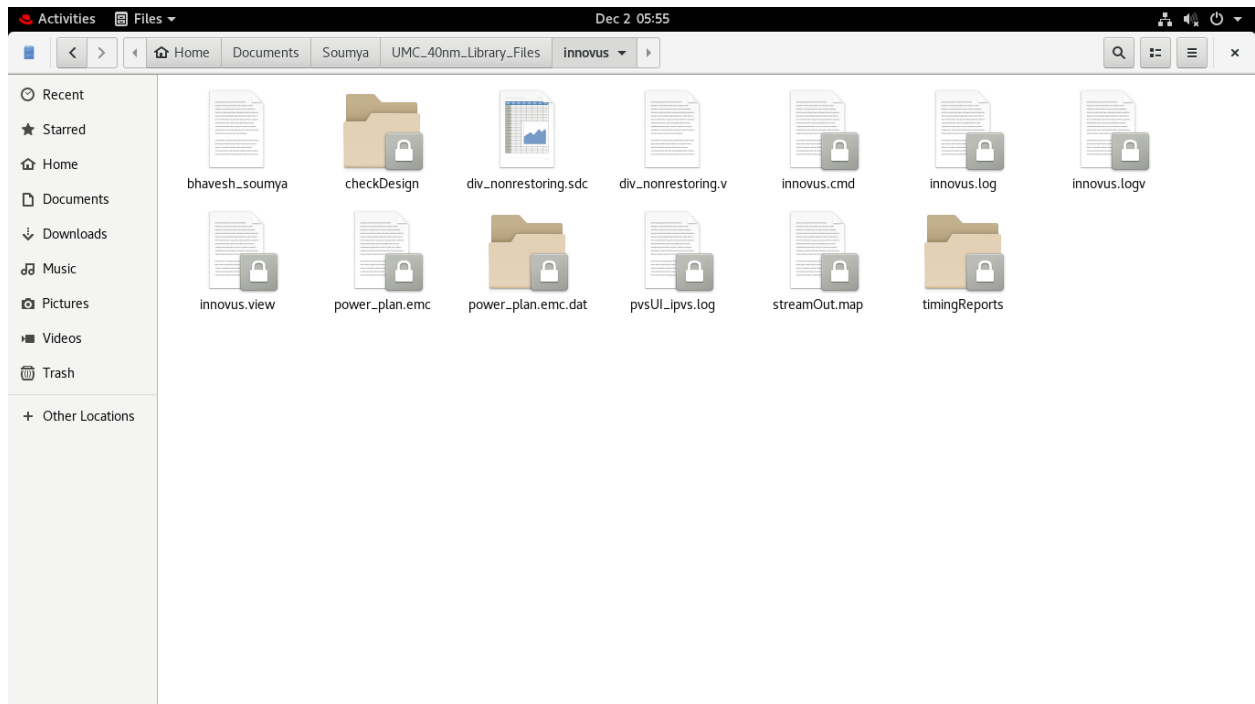 Activities Files Dec 2 05:55
Home Documents Soumya UMC_40nm_Library_Files innovus
Recent
Starred
Home
Documents
Downloads
Music
Pictures
Videos
Trash
+ Other Locations
bhavesh_soumya checkDesign div_nonrestoring.sdc div_nonrestoring.v innovus.cmd innovus.log innovus.logv
innovus.view power_plan.emc power_plan.emc.dat pvsUI_ipvs.log streamOut.map timingReports